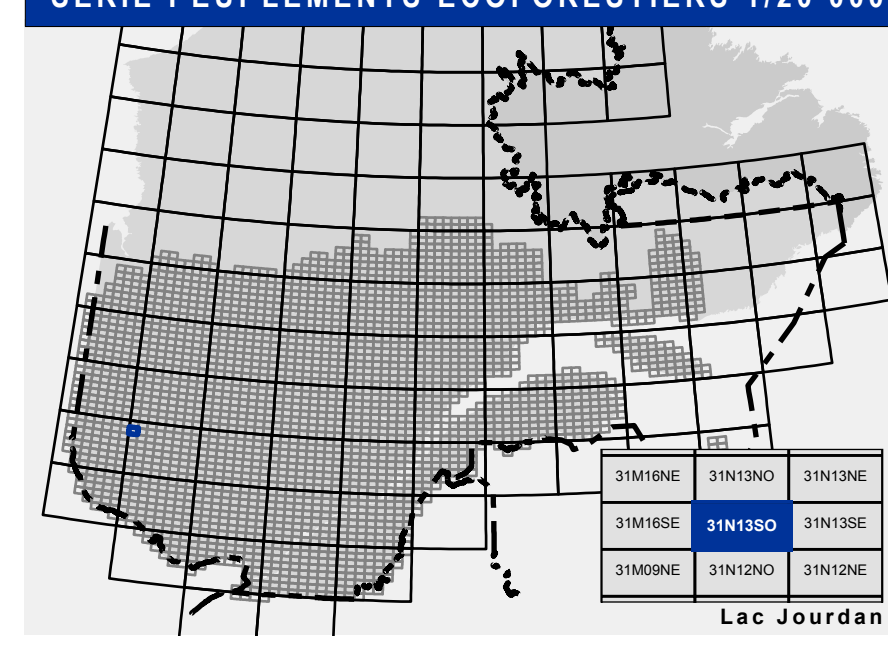 SÉRIE PEUPLEMENTS ÉCOFORESTIERS 1/20 000
31M16NE 31N13NO 31N13NE
31M16SE 31N13SO 31N13SE
31M09NE 31N12NO 31N12NE
Lac Jourdan